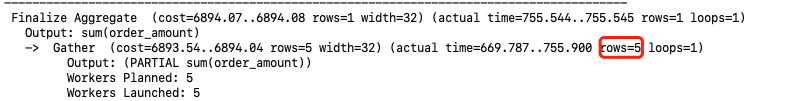 Finalize Aggregate  (cost=6894.07..6894.08 rows=1 width=32) (actual time=755.544..755.545 rows=1 loops=1)
  Output: sum(order_amount)
  ->  Gather  (cost=6893.54..6894.04 rows=5 width=32) (actual time=669.787..755.900 rows=5 loops=1)
        Output: (PARTIAL sum(order_amount))
        Workers Planned: 5
        Workers Launched: 5